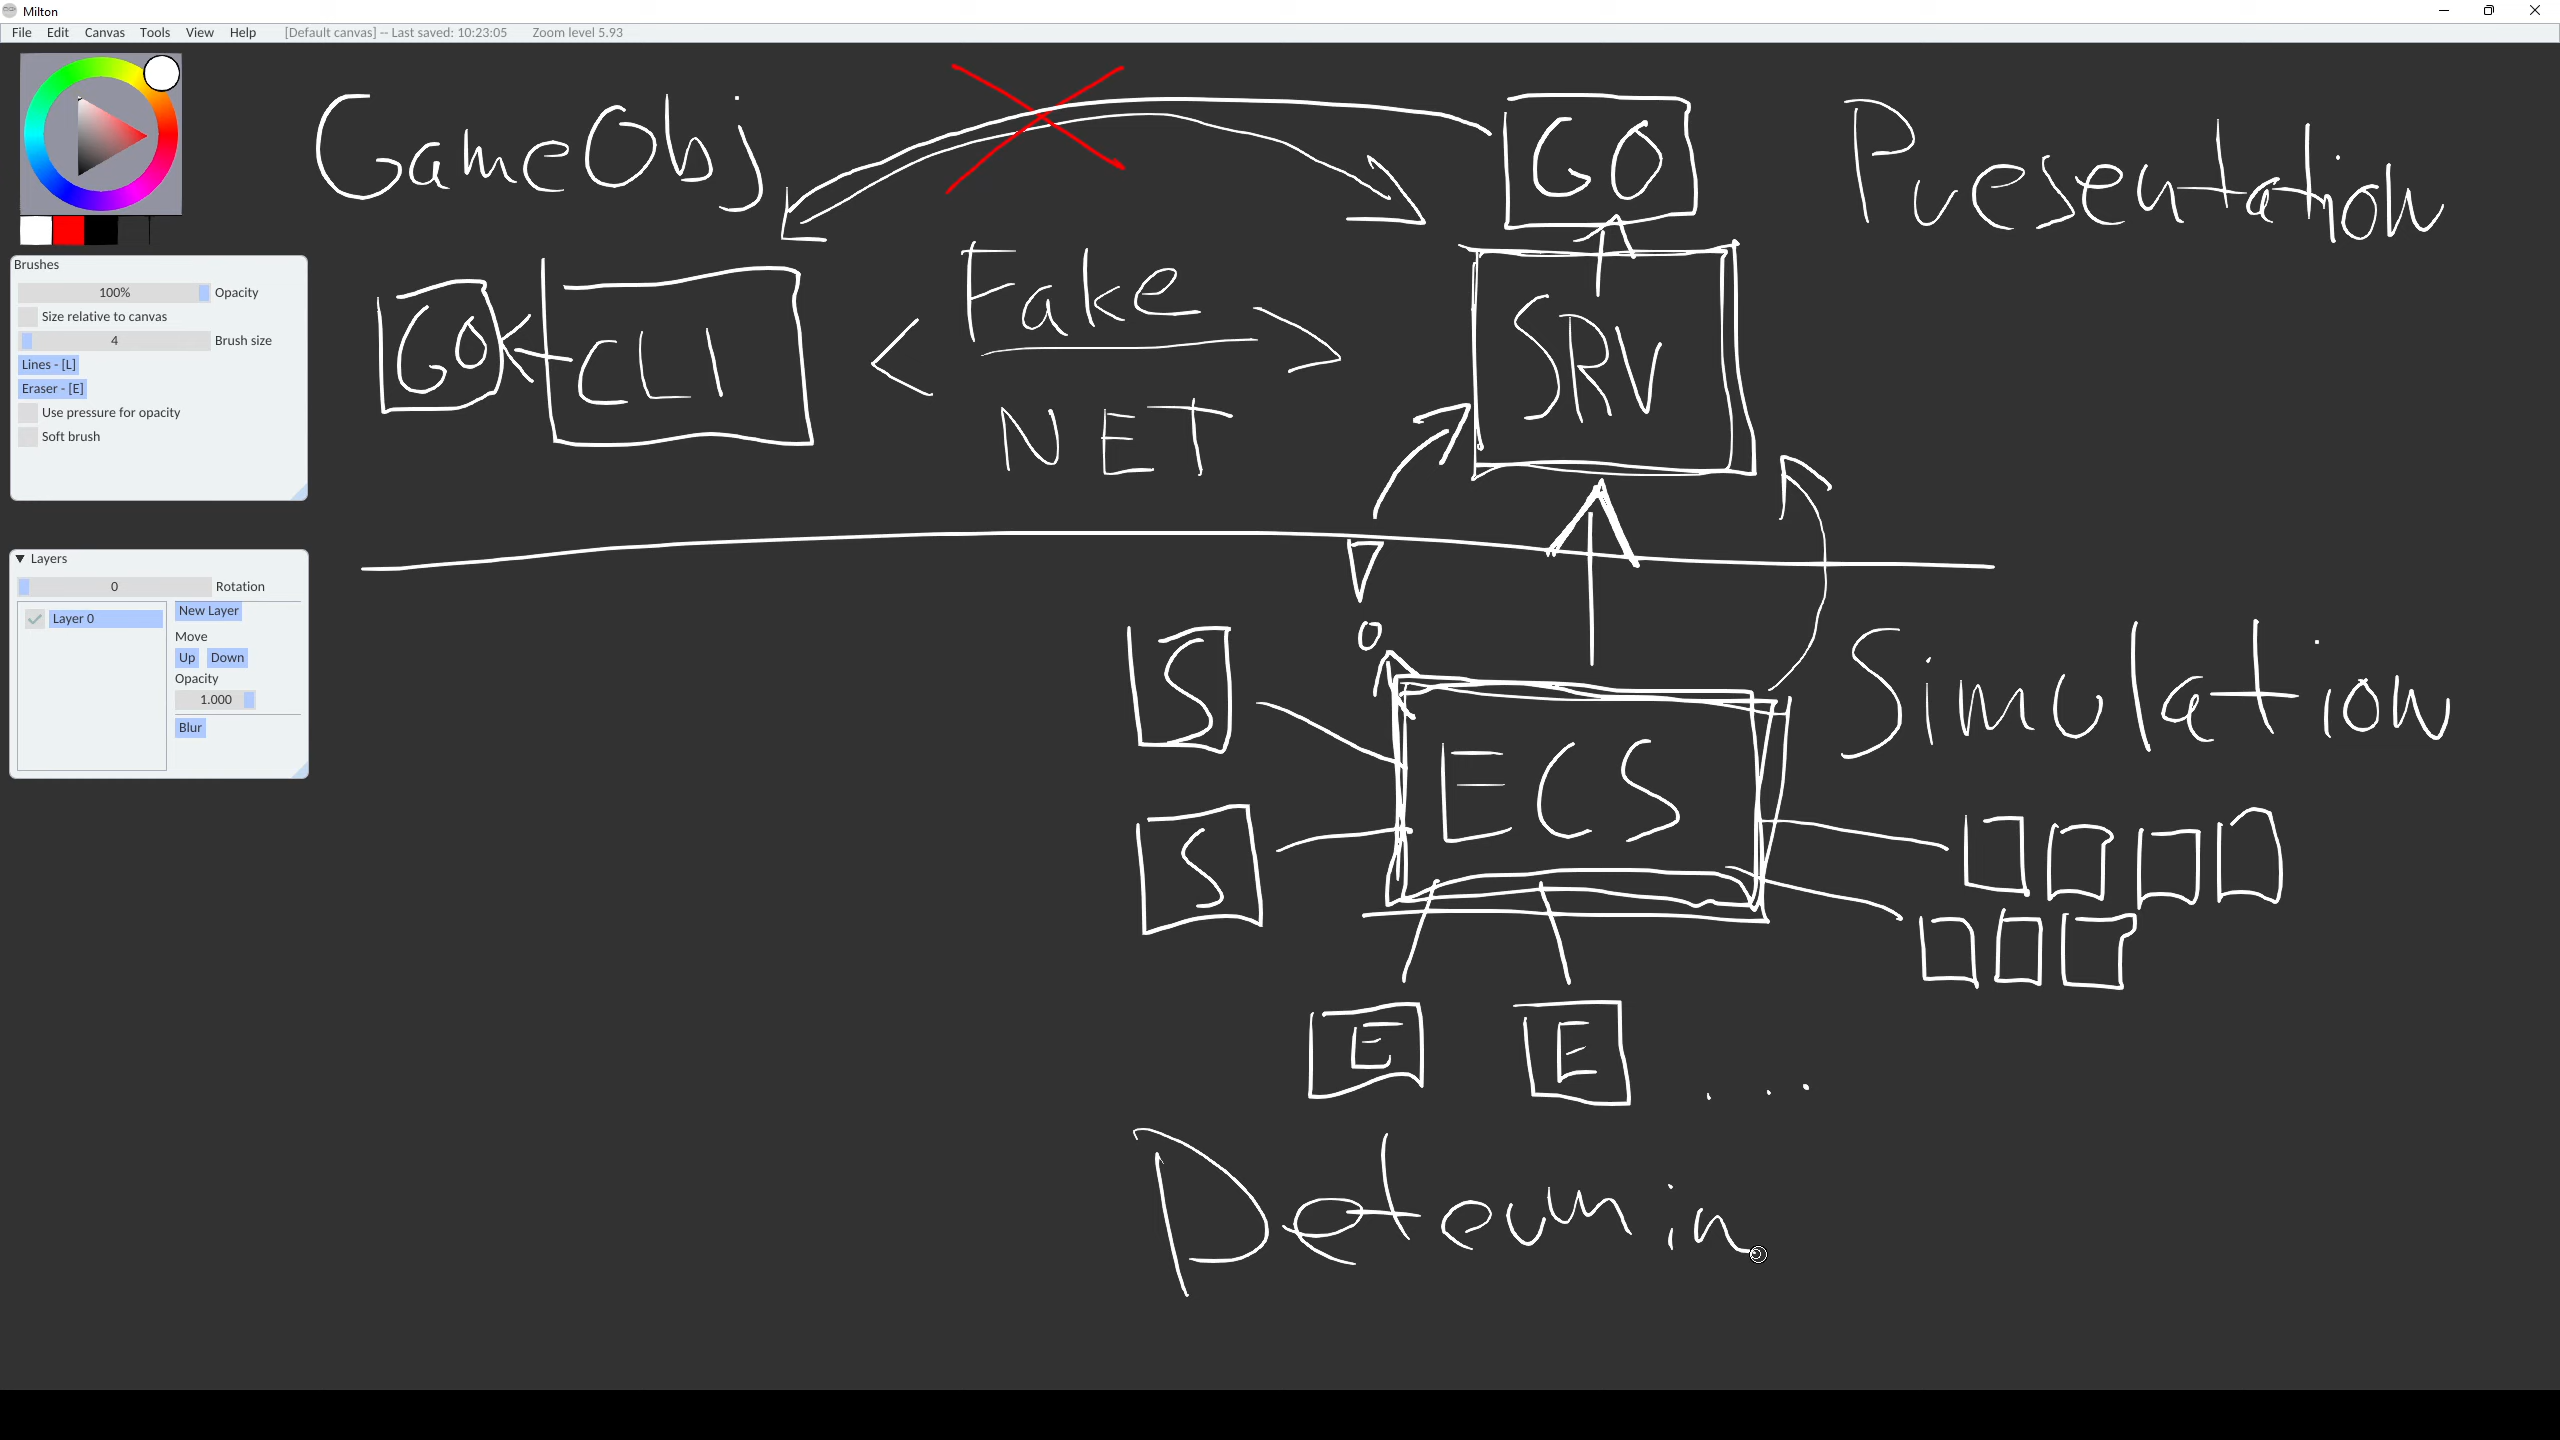 Milton
File Edit Canvas Tools View Help [Default canvas] -- Last saved: 10:23:05 Zoom level 5.93
GameObj
GO
Presentation
Brushes
100% Opacity
Size relative to canvas
4 Brush size
Lines - [L]
Eraser - [E]
Use pressure for opacity
Soft brush
GO
CLI
Fake
NET
SRV
Layers
0 Rotation
Layer 0
New Layer
Move
Up Down
Opacity
1.000
Blur
S
Simulation
S
ECS
E
E
. . .
Determin